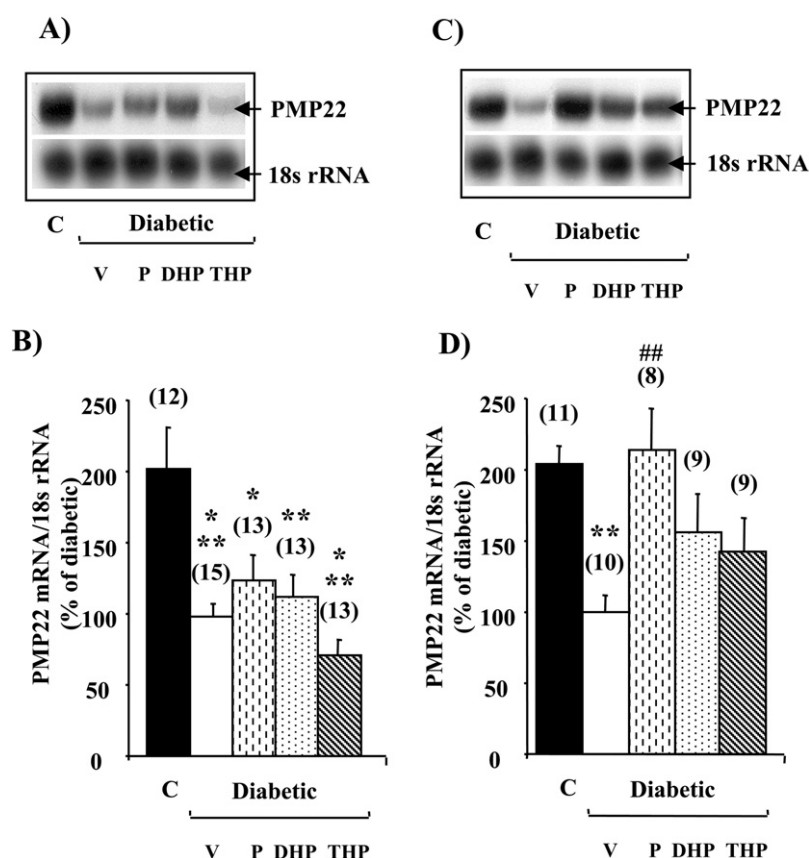 A)
PMP22
18s rRNA
C
Diabetic
V P DHP THP
B)
PMP22 mRNA/18s rRNA
(% of diabetic)
250
200
150
100
50
0
(12)
*
**
(15)
*
(13)
**
(13)
*
**
(13)
C
Diabetic
V P DHP THP
C)
PMP22
18s rRNA
C
Diabetic
V P DHP THP
D)
PMP22 mRNA/18s rRNA
(% of diabetic)
250
200
150
100
50
0
(11)
**
(10)
##
(8)
(9)
(9)
C
Diabetic
V P DHP THP